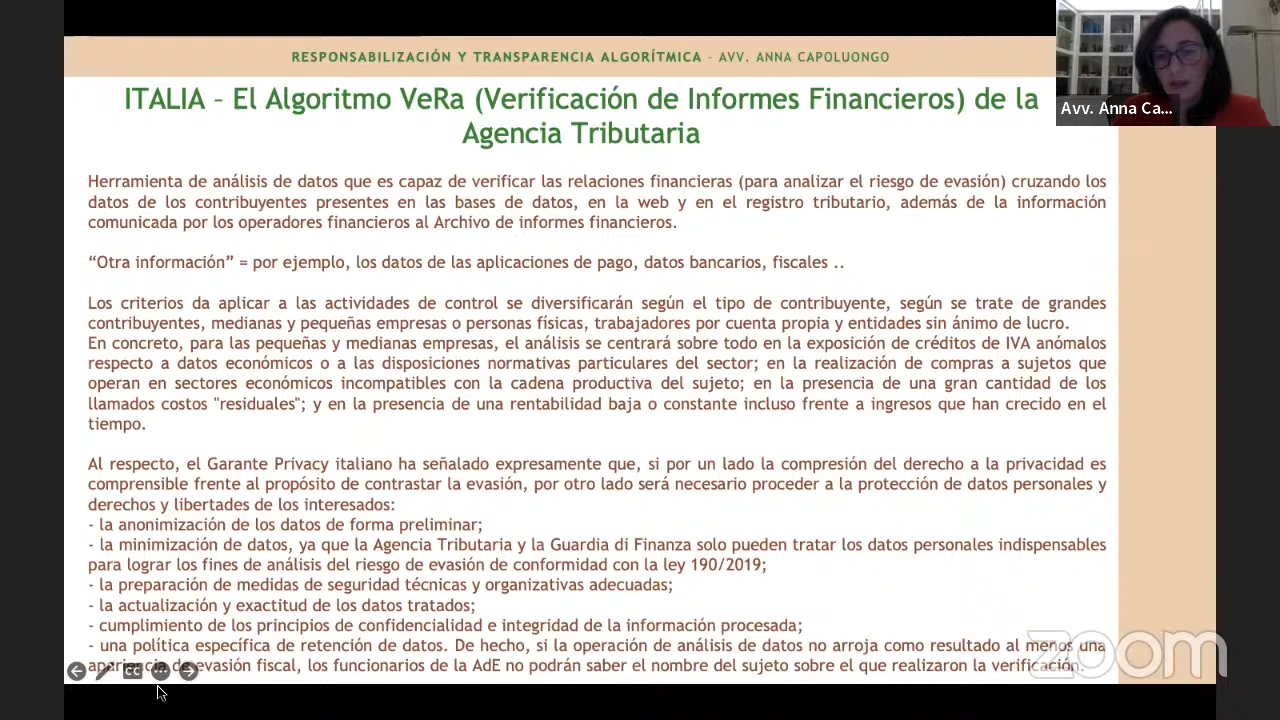 RESPONSABILIZACIÓN Y TRANSPARENCIA ALGORÍTMICA - AVV. ANNA CAPOLUONGO
Avv. Anna Ca...
ITALIA – El Algoritmo VeRa (Verificación de Informes Financieros) de la
Agencia Tributaria
Herramienta de análisis de datos que es capaz de verificar las relaciones financieras (para analizar el riesgo de evasión) cruzando los
datos de los contribuyentes presentes en las bases de datos, en la web y en el registro tributario, además de la información
comunicada por los operadores financieros al Archivo de informes financieros.
“Otra información” = por ejemplo, los datos de las aplicaciones de pago, datos bancarios, fiscales ..
Los criterios da aplicar a las actividades de control se diversificarán según el tipo de contribuyente, según se trate de grandes
contribuyentes, medianas y pequeñas empresas o personas físicas, trabajadores por cuenta propia y entidades sin ánimo de lucro.
En concreto, para las pequeñas y medianas empresas, el análisis se centrará sobre todo en la exposición de créditos de IVA anómalos
respecto a datos económicos o a las disposiciones normativas particulares del sector; en la realización de compras a sujetos que
operan en sectores económicos incompatibles con la cadena productiva del sujeto; en la presencia de una gran cantidad de los
llamados costos "residuales"; y en la presencia de una rentabilidad baja o constante incluso frente a ingresos que han crecido en el
tiempo.
Al respecto, el Garante Privacy italiano ha señalado expresamente que, si por un lado la compresión del derecho a la privacidad es
comprensible frente al propósito de contrastar la evasión, por otro lado será necesario proceder a la protección de datos personales y
derechos y libertades de los interesados:
- la anonimización de los datos de forma preliminar;
- la minimización de datos, ya que la Agencia Tributaria y la Guardia di Finanza solo pueden tratar los datos personales indispensables
para lograr los fines de análisis del riesgo de evasión de conformidad con la ley 190/2019;
- la preparación de medidas de seguridad técnicas y organizativas adecuadas;
- la actualización y exactitud de los datos tratados;
- cumplimiento de los principios de confidencialidad e integridad de la información procesada;
- una política específica de retención de datos. De hecho, si la operación de análisis de datos no arroja como resultado al menos una
apariencia de evasión fiscal, los funcionarios de la AdE no podrán saber el nombre del sujeto sobre el que realizaron la verificación.
CC
zoom